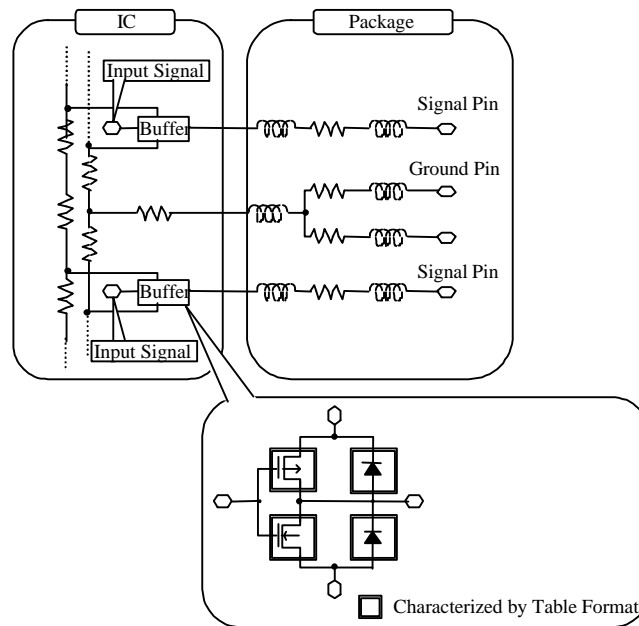 IC
Package
Input Signal
Signal Pin
Buffer
Ground Pin
Signal Pin
Buffer
Input Signal
Characterized by Table Format